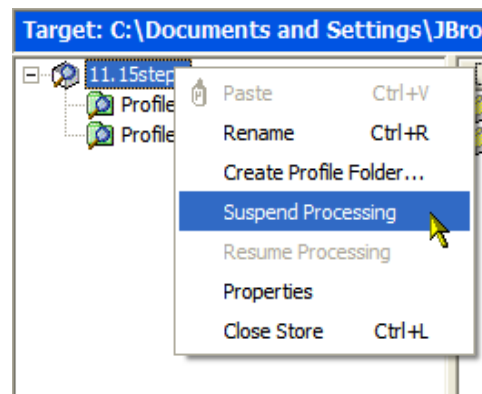 Target: C:\Documents and Settings\JBro
11.15step
Profile
Profile
Paste Ctrl+V
Rename Ctrl+R
Create Profile Folder...
Suspend Processing
Resume Processing
Properties
Close Store Ctrl+L